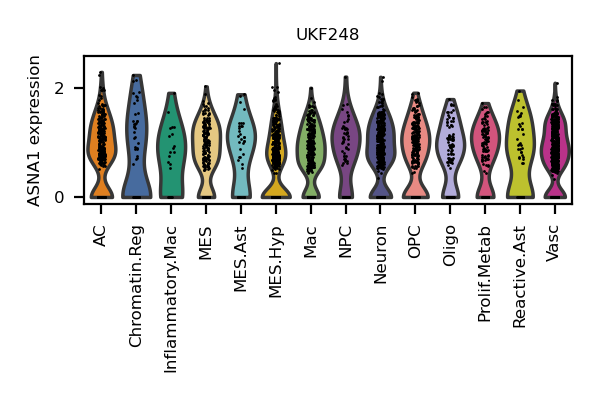 UKF248
ASNA1 expression
2
0
AC
Chromatin.Reg
Inflammatory.Mac
MES
MES.Ast
MES.Hyp
Mac
NPC
Neuron
OPC
Oligo
Prolif.Metab
Reactive.Ast
Vasc